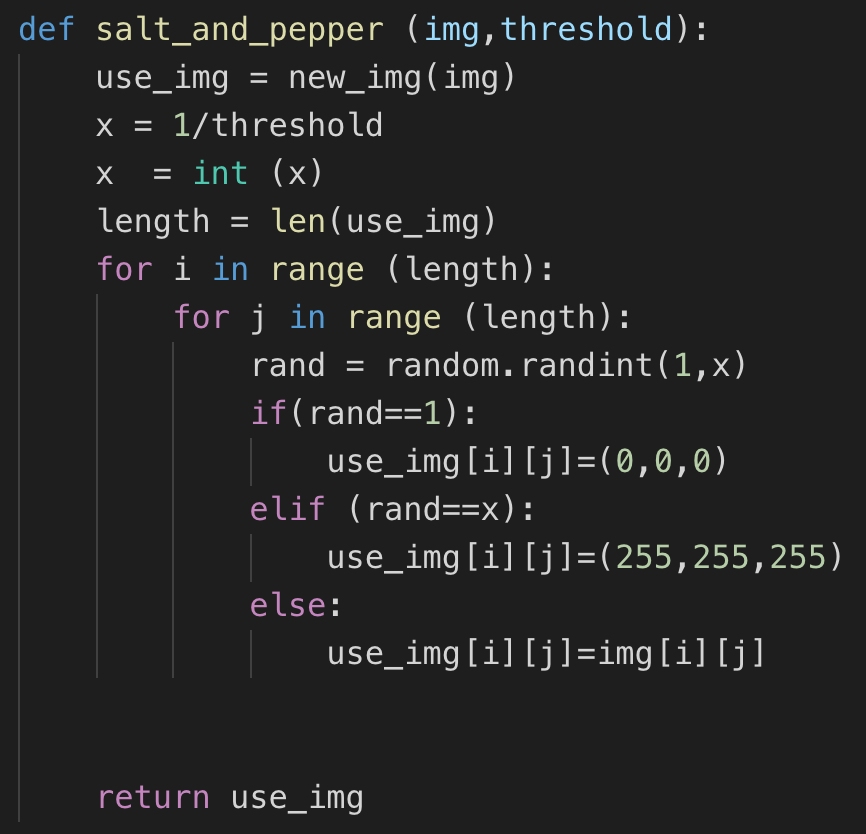 def salt_and_pepper (img,threshold):
    use_img = new_img(img)
    x = 1/threshold
    x  = int (x)
    length = len(use_img)
    for i in range (length):
        for j in range (length):
            rand = random.randint(1,x)
            if(rand==1):
                use_img[i][j]=(0,0,0)
            elif (rand==x):
                use_img[i][j]=(255,255,255)
            else:
                use_img[i][j]=img[i][j]
    return use_img